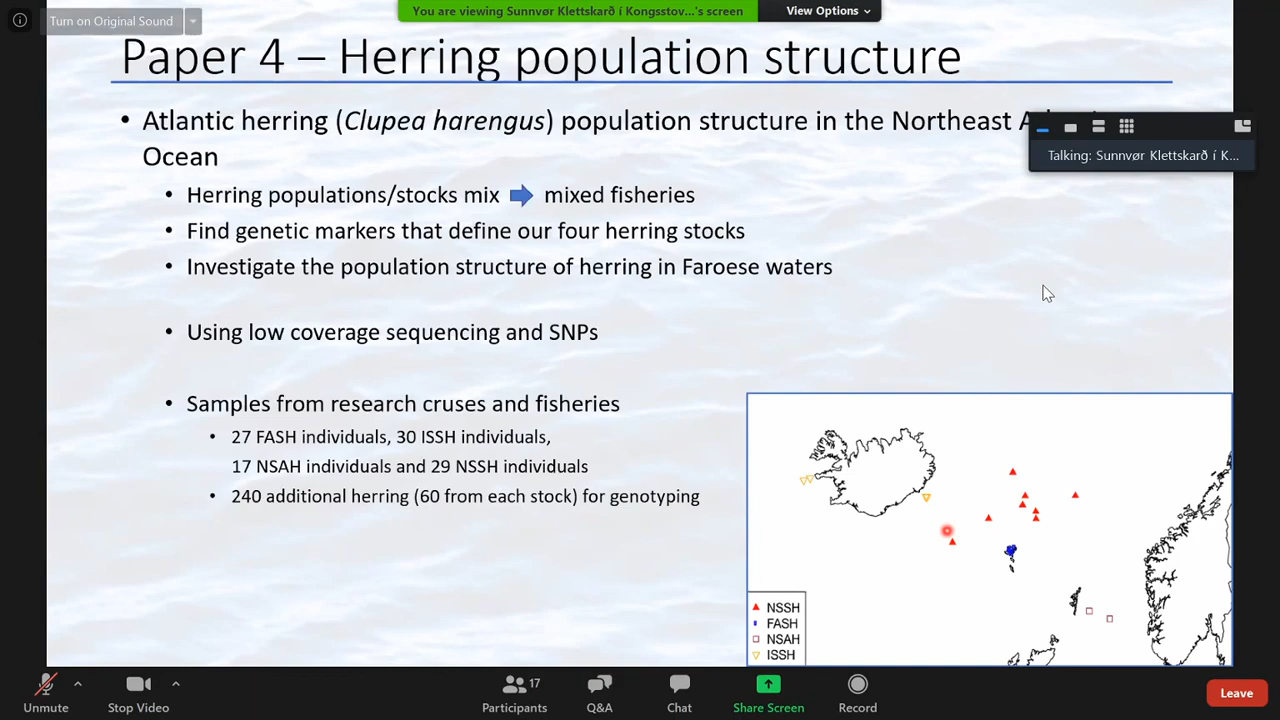 Turn on Original Sound
You are viewing Sunnvør Klettskarð í Kongsstov...'s screen
View Options
Paper 4 – Herring population structure
• Atlantic herring (Clupea harengus) population structure in the Northeast
Ocean
Talking: Sunnvør Klettskarð í K...
• Herring populations/stocks mix mixed fisheries
• Find genetic markers that define our four herring stocks
• Investigate the population structure of herring in Faroese waters
• Using low coverage sequencing and SNPs
• Samples from research cruses and fisheries
• 27 FASH individuals, 30 ISSH individuals,
17 NSAH individuals and 29 NSSH individuals
• 240 additional herring (60 from each stock) for genotyping
NSSH
FASH
NSAH
ISSH
Unmute
Stop Video
17
Participants
Q&A
Chat
Share Screen
Record
Leave